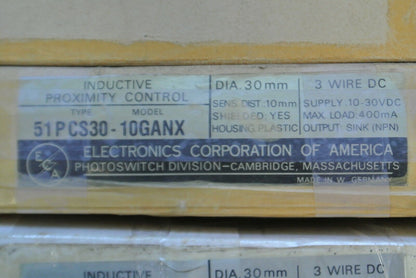 INDUCTIVE
PROXIMITY CONTROL
TYPE MODEL
51PCS30-10GANX
DIA. 30mm
SENS. DIST. 10mm
SHIELDED: YES
HOUSING: PLASTIC
3 WIRE DC
SUPPLY: 10-30VDC
MAX. LOAD: 400mA
OUTPUT: SINK (NPN)
ECA
ELECTRONICS CORPORATION OF AMERICA
PHOTOSWITCH DIVISION-CAMBRIDGE, MASSACHUSETTS
MADE IN W. GERMANY
INDUCTIVE
DIA. 30mm
3 WIRE DC